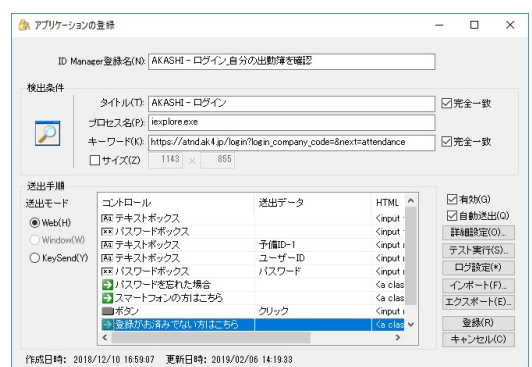 アプリケーションの登録
ID Manager登録名(N): AKASHI - ログイン_自分の出勤簿を確認
検出条件
タイトル(T): AKASHI - ログイン 完全一致
プロセス名(P): iexplore.exe
キーワード(K): https://atnd.ak4.jp/login?login_company_code=&next=attendance 完全一致
サイズ(Z) 1143 × 855
送出手順
送出モード
Web(H)
Window(W)
KeySend(Y)
コントロール 送出データ HTML
テキストボックス <input
パスワードボックス <input
テキストボックス 予備ID-1 <input
テキストボックス ユーザーID <input
パスワードボックス パスワード <input
パスワードを忘れた場合 <a clas
スマートフォンの方はこちら <a clas
ボタン クリック <input
登録がお済みでない方はこちら <a clas
有効(G)
自動送出(Q)
詳細設定(O)...
テスト実行(S)...
ログ設定(*)
インポート(F)...
エクスポート(E)...
登録(R)
キャンセル(C)
作成日時: 2018/12/10 16:59:07 更新日時: 2019/02/06 14:19:33